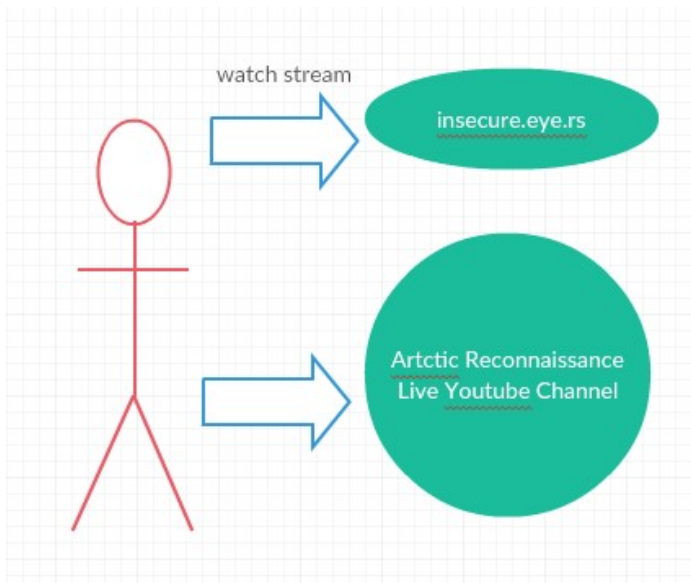 watch stream
insecure.eye.rs
Artctic Reconnaissance
Live Youtube Channel